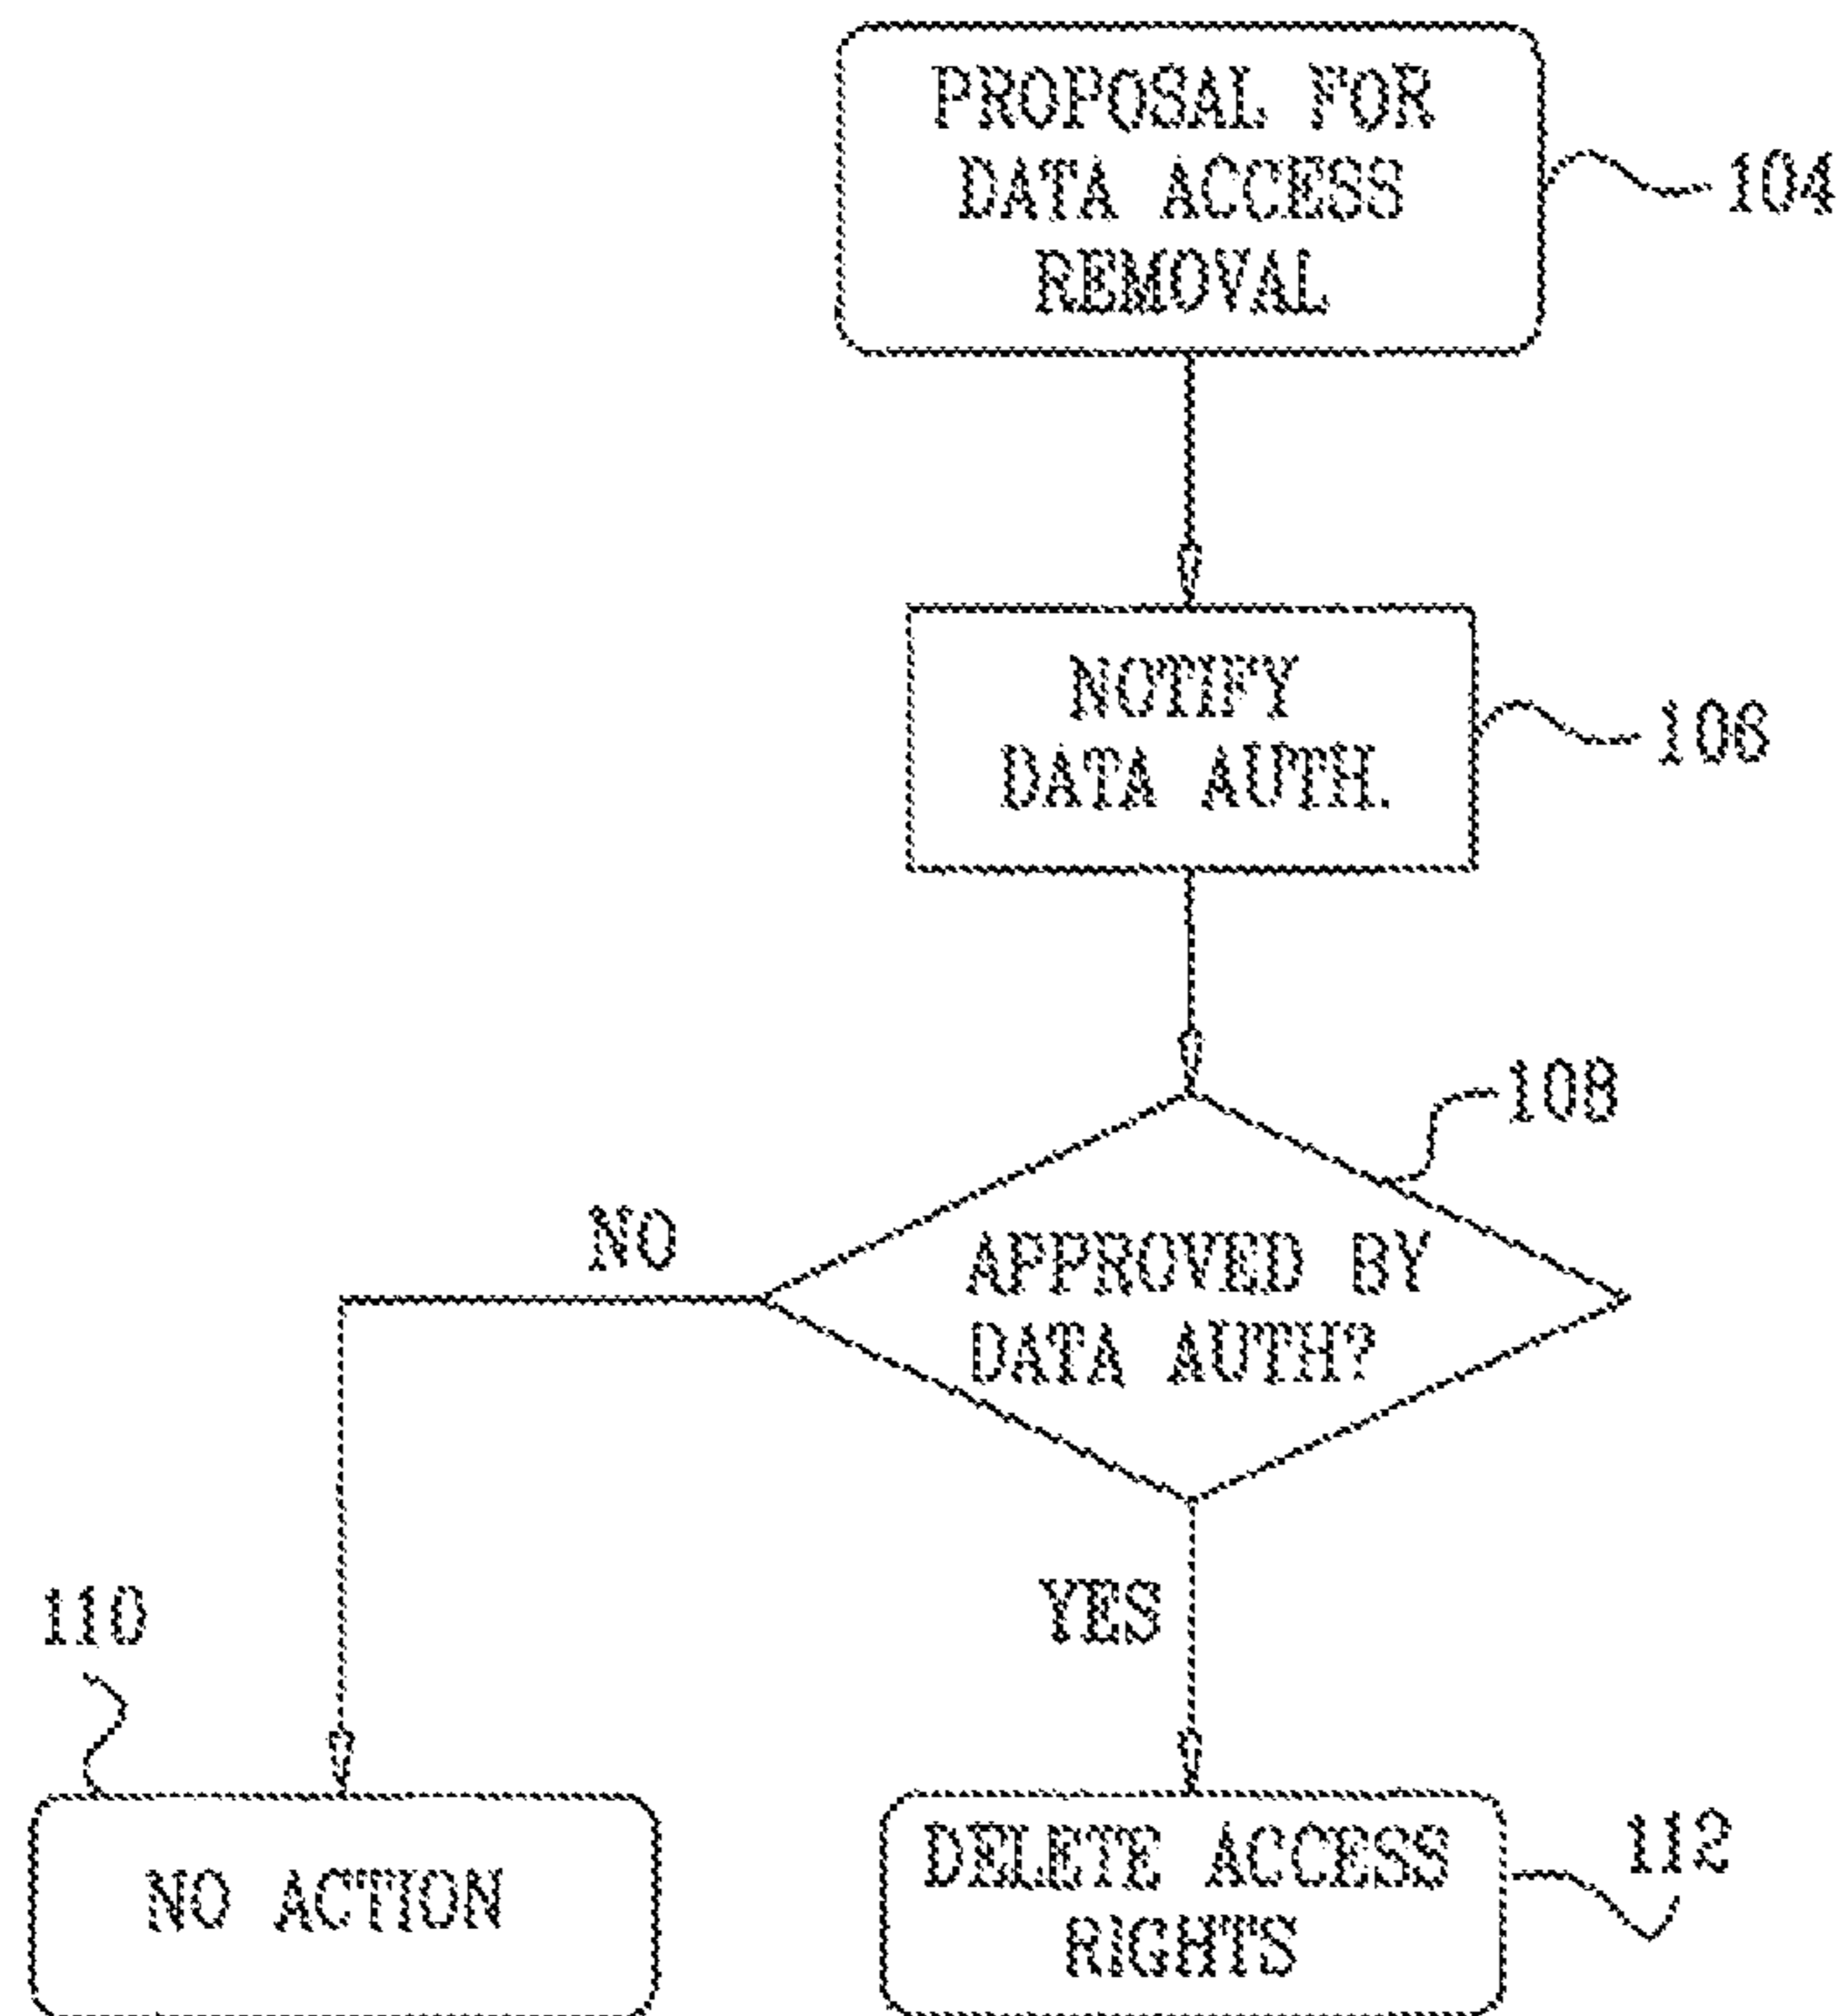 PROPOSAL FOR
DATA ACCESS
REMOVAL
104
NOTIFY
DATA AUTH.
106
108
NO
APPROVED BY
DATA AUTH?
YES
110
NO ACTION
DELETE ACCESS
RIGHTS
112